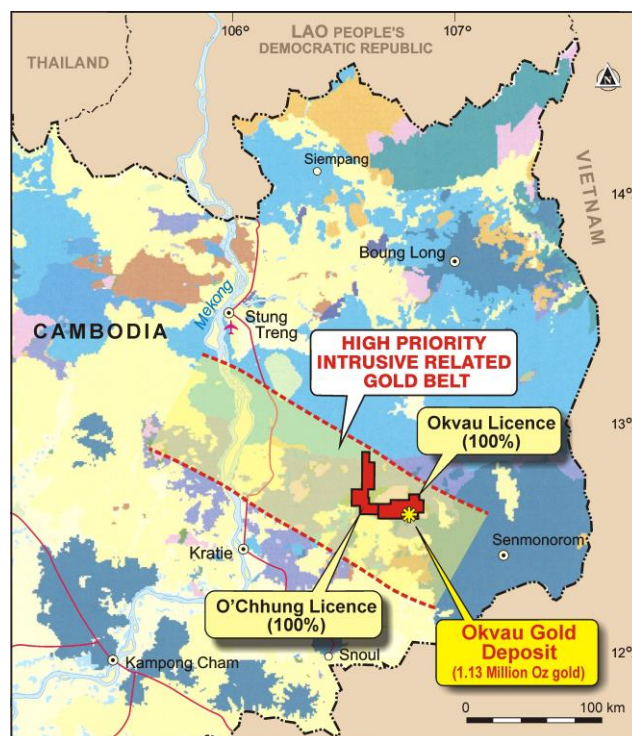 106°
107°
LAO PEOPLE'S
DEMOCRATIC REPUBLIC
THAILAND
N
VIETNAM
Siempang
14°
Boung Long
Mekong
Stung
Treng
CAMBODIA
HIGH PRIORITY
INTRUSIVE RELATED
GOLD BELT
Okvau Licence
(100%)
13°
Kratie
Senmonorom
O'Chhung Licence
(100%)
Okvau Gold
Deposit
(1.13 Million Oz gold)
Snoul
12°
Kampong Cham
0
100 km